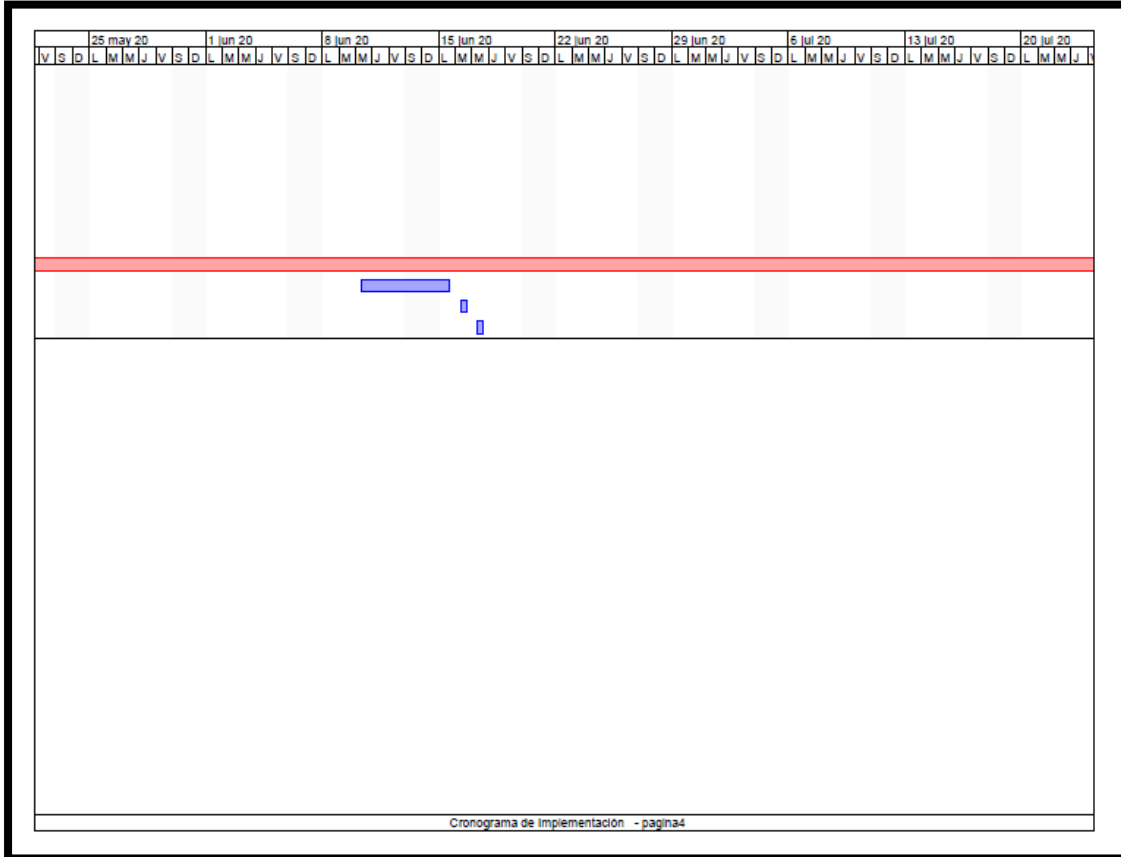 25 may 20 1 jun 20 8 jun 20 15 jun 20 22 jun 20 29 jun 20 6 jul 20 13 jul 20 20 jul 20
V S D L M M J V S D L M M J V S D L M M J V S D L M M J V S D L M M J V S D L M M J V S D L M M J V S D L M M J V S D L M M J V
Cronograma de Implementación - pagina4